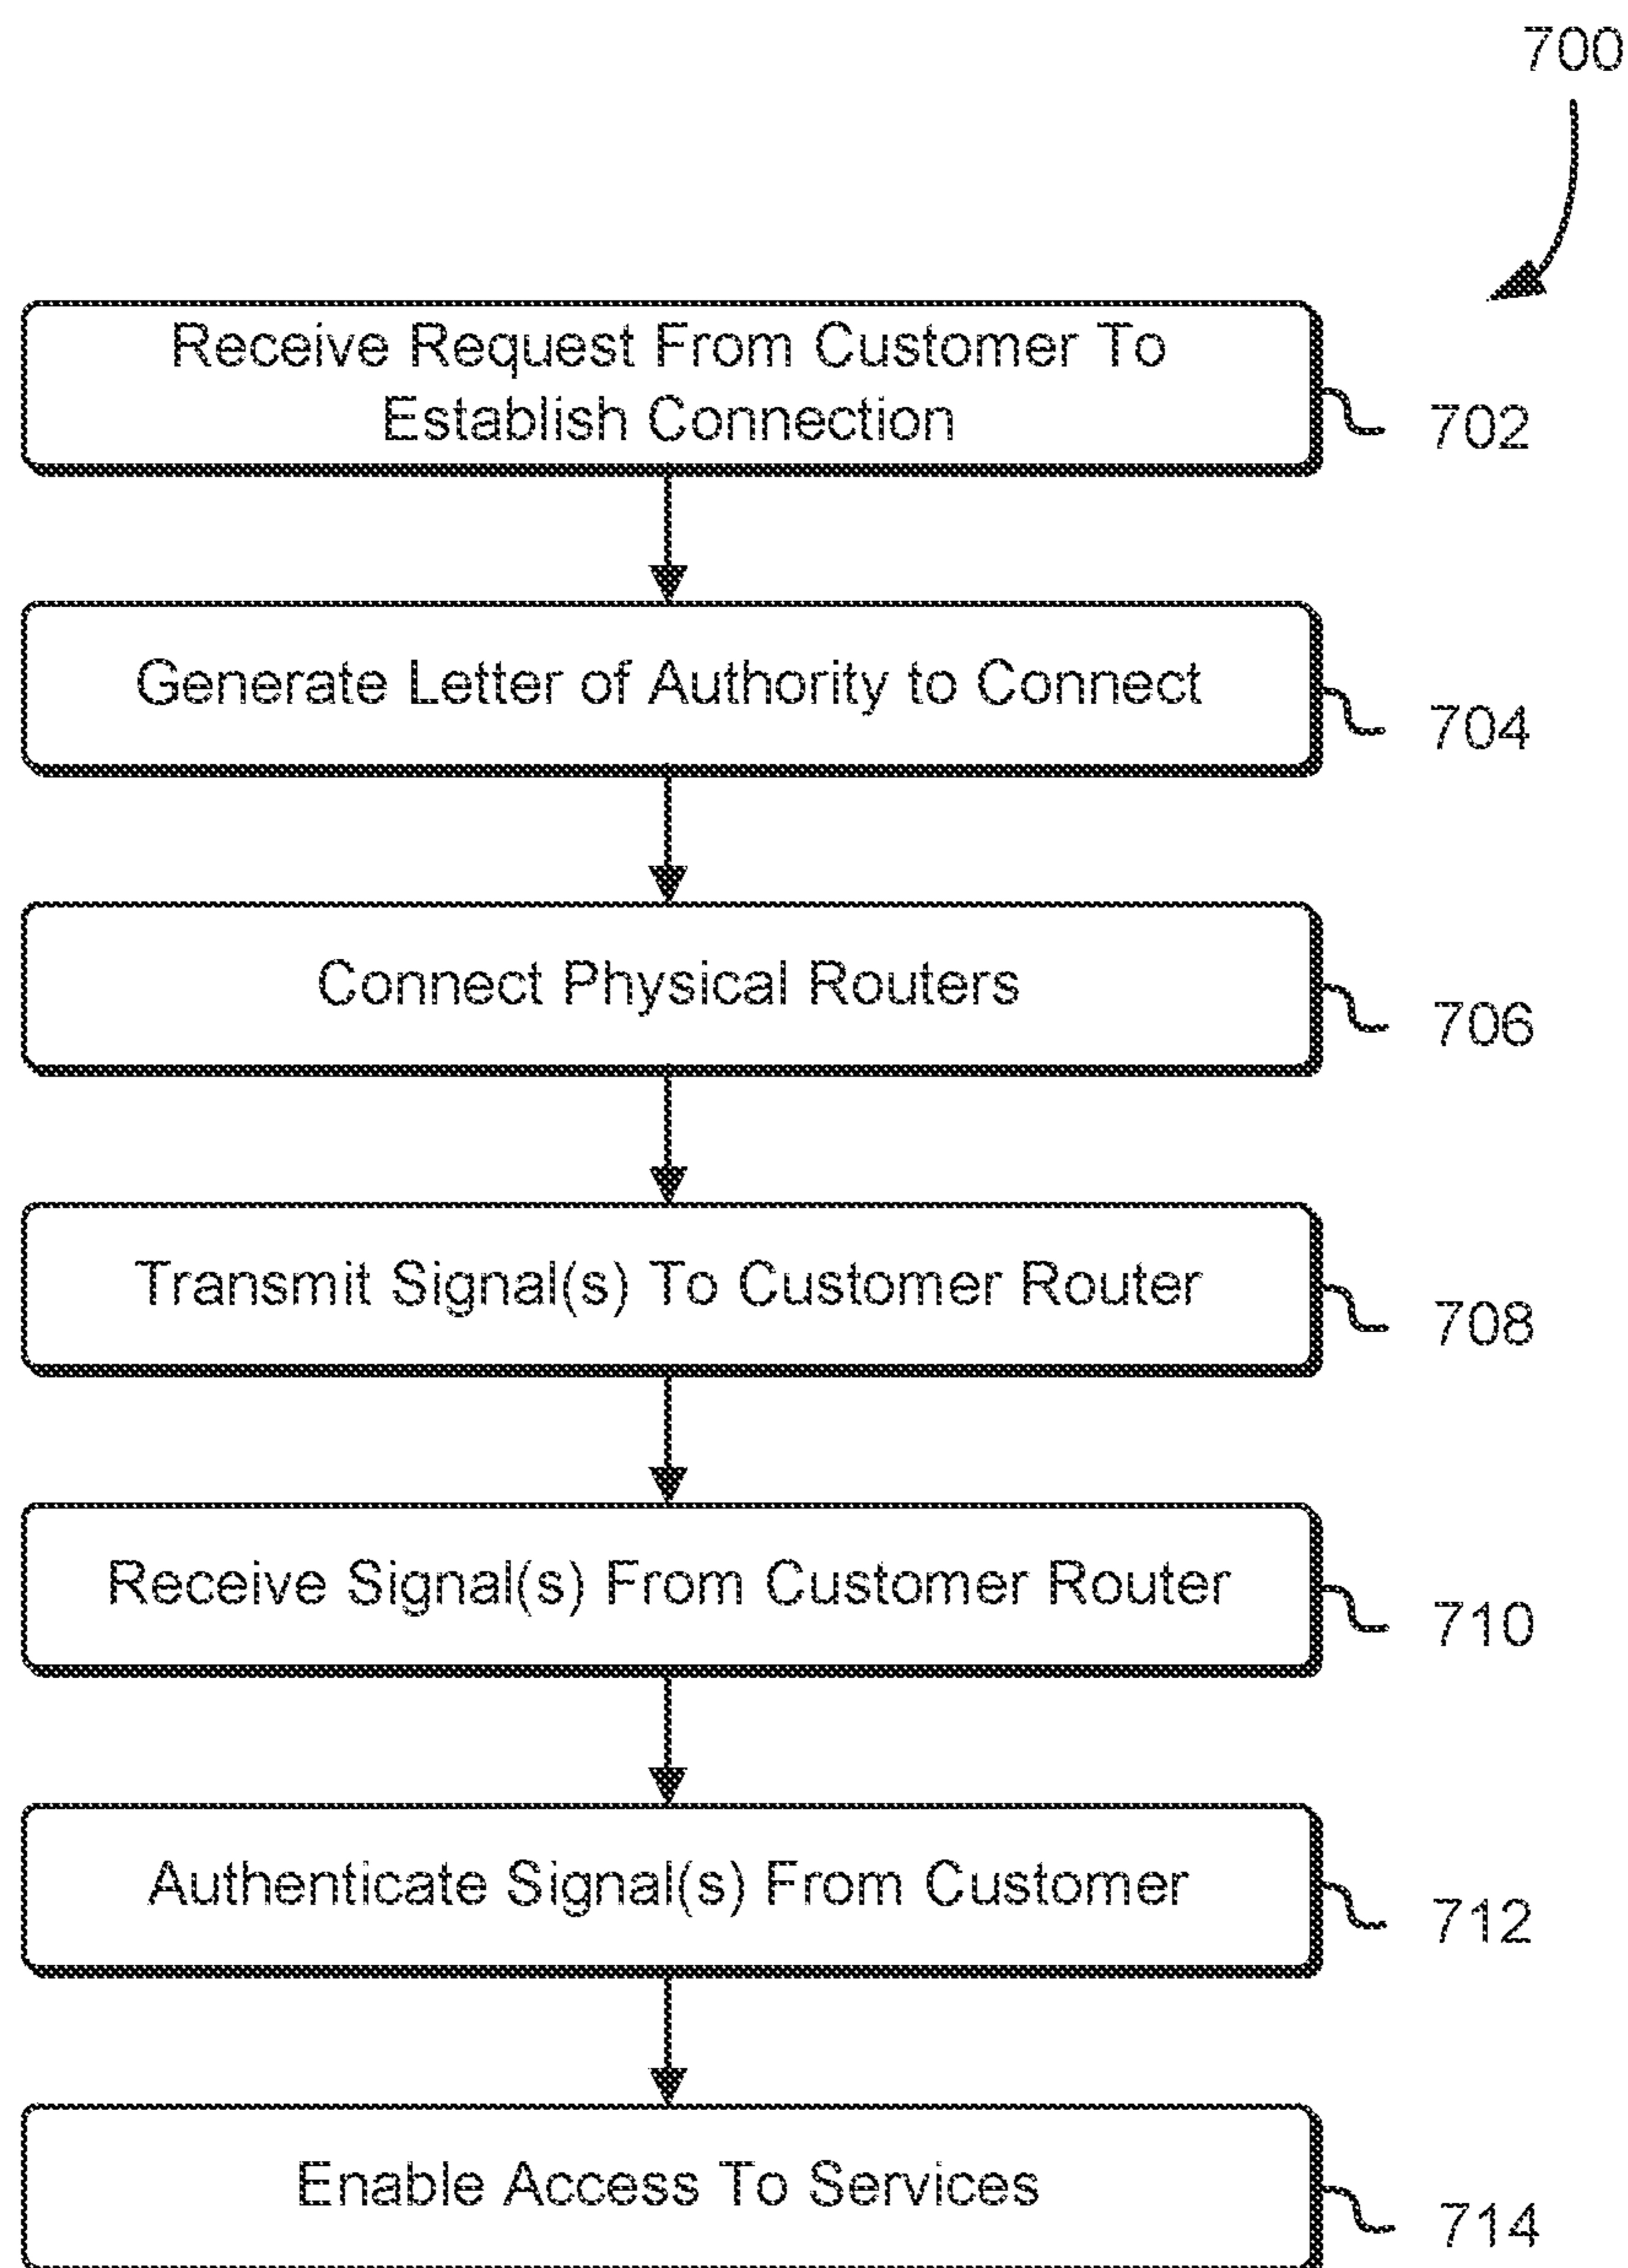 700
Receive Request From Customer To
Establish Connection
702
Generate Letter of Authority to Connect
704
Connect Physical Routers
706
Transmit Signal(s) To Customer Router
708
Receive Signal(s) From Customer Router
710
Authenticate Signal(s) From Customer
712
Enable Access To Services
714